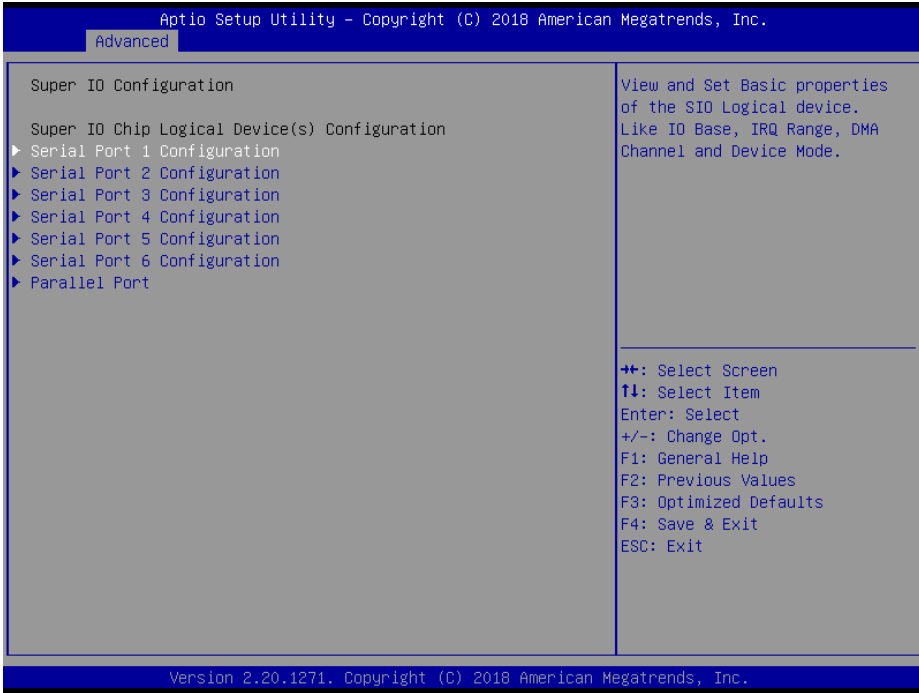 Aptio Setup Utility – Copyright (C) 2018 American Megatrends, Inc.
Advanced
Super IO Configuration
Super IO Chip Logical Device(s) Configuration
▶ Serial Port 1 Configuration
▶ Serial Port 2 Configuration
▶ Serial Port 3 Configuration
▶ Serial Port 4 Configuration
▶ Serial Port 5 Configuration
▶ Serial Port 6 Configuration
▶ Parallel Port
View and Set Basic properties
of the SIO Logical device.
Like IO Base, IRQ Range, DMA
Channel and Device Mode.
→←: Select Screen
↑↓: Select Item
Enter: Select
+/-: Change Opt.
F1: General Help
F2: Previous Values
F3: Optimized Defaults
F4: Save & Exit
ESC: Exit
Version 2.20.1271. Copyright (C) 2018 American Megatrends, Inc.